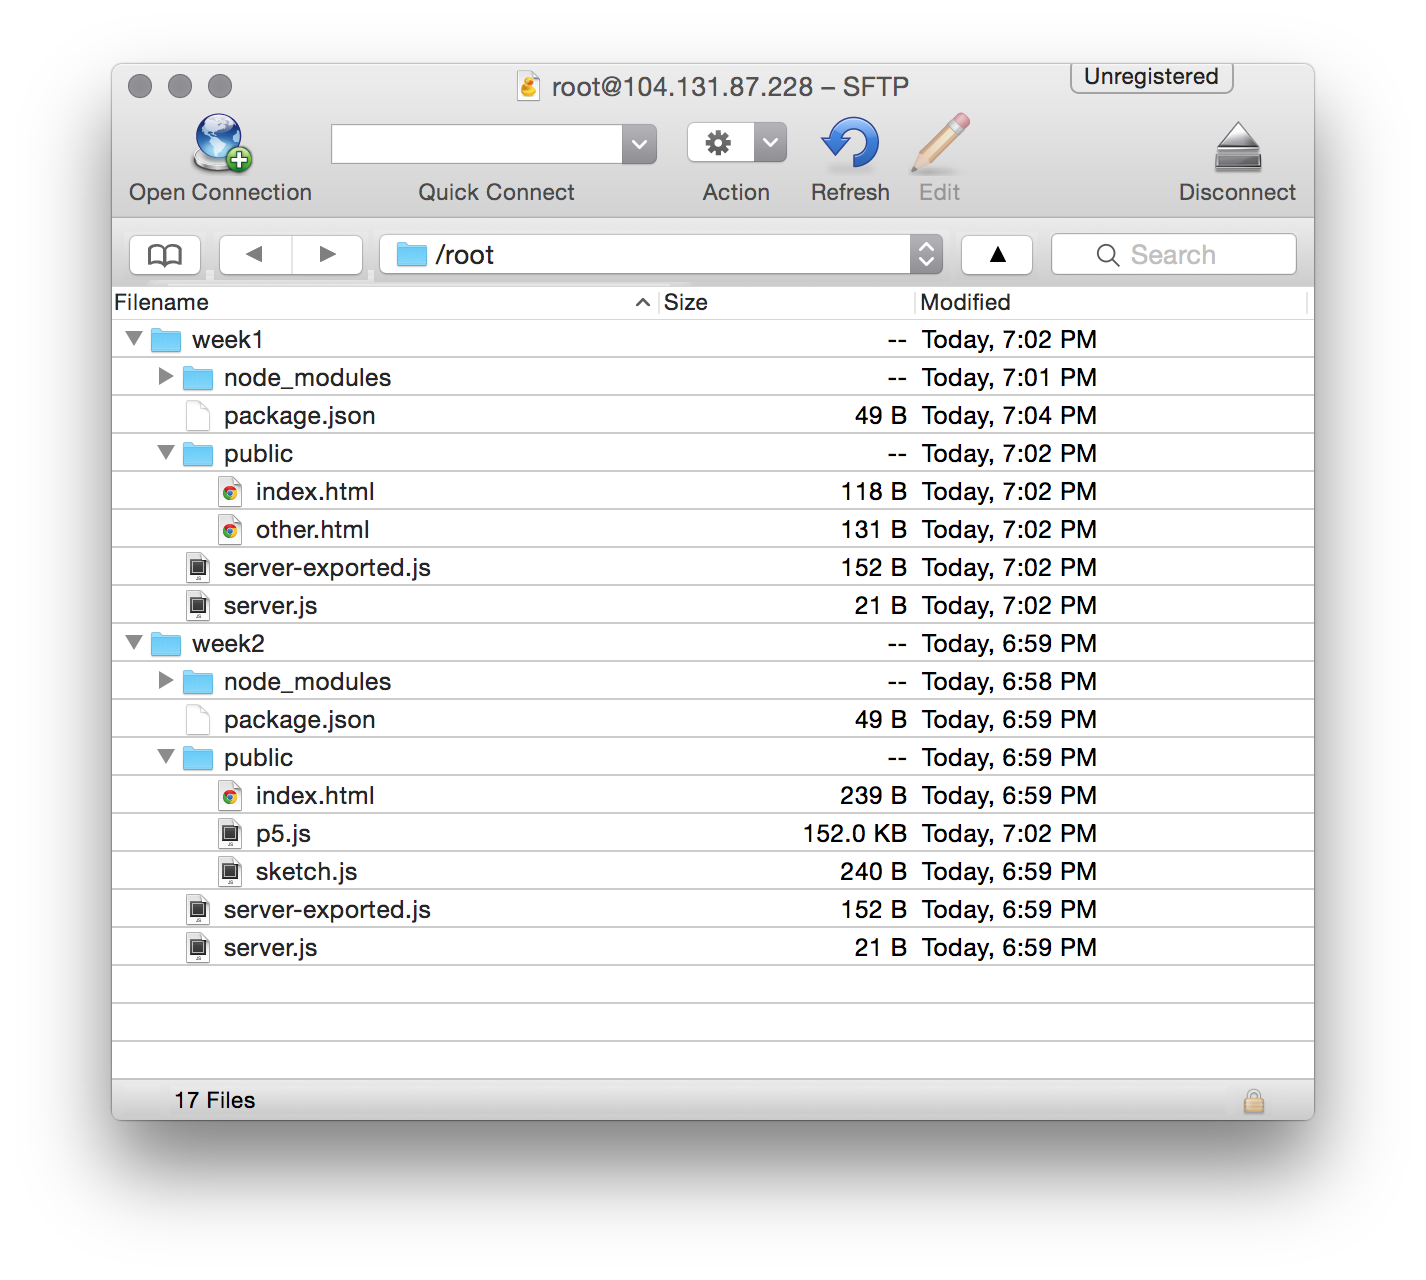 root@104.131.87.228 – SFTP
Unregistered
Open Connection
Quick Connect
Action
Refresh
Edit
Disconnect
/root
Search
Filename Size Modified
week1 -- Today, 7:02 PM
node_modules -- Today, 7:01 PM
package.json 49 B Today, 7:04 PM
public -- Today, 7:02 PM
index.html 118 B Today, 7:02 PM
other.html 131 B Today, 7:02 PM
server-exported.js 152 B Today, 7:02 PM
server.js 21 B Today, 7:02 PM
week2 -- Today, 6:59 PM
node_modules -- Today, 6:58 PM
package.json 49 B Today, 6:59 PM
public -- Today, 6:59 PM
index.html 239 B Today, 6:59 PM
p5.js 152.0 KB Today, 7:02 PM
sketch.js 240 B Today, 6:59 PM
server-exported.js 152 B Today, 6:59 PM
server.js 21 B Today, 6:59 PM
17 Files